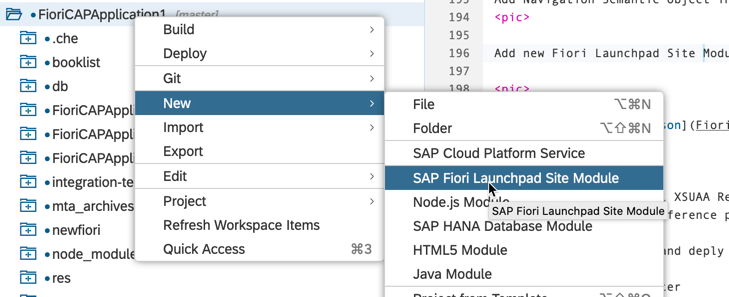 FioriCAPApplication1 [master]
.che
booklist
db
FioriCAPAppli
FioriCAPAppli
FioriCAPAppli
integration-te
mta_archives
newfiori
node_module
res
Build
Deploy
Git
New
Import
Export
Edit
Project
Refresh Workspace Items
Quick Access ⌘3
File ⌥⌘N
Folder ⌥⇧⌘N
SAP Cloud Platform Service
SAP Fiori Launchpad Site Module
Node.js Module
SAP Fiori Launchpad Site Module
SAP HANA Database Module
HTML5 Module
Java Module
Project from Template ⌥⇧⌘O
193 Add Navigation Semantic Object
194 <pic>
195
196 Add new Fiori Launchpad Site Modu
197
198 <pic>
son](Fiori
XSUAA Re
ference p
and deply
ter